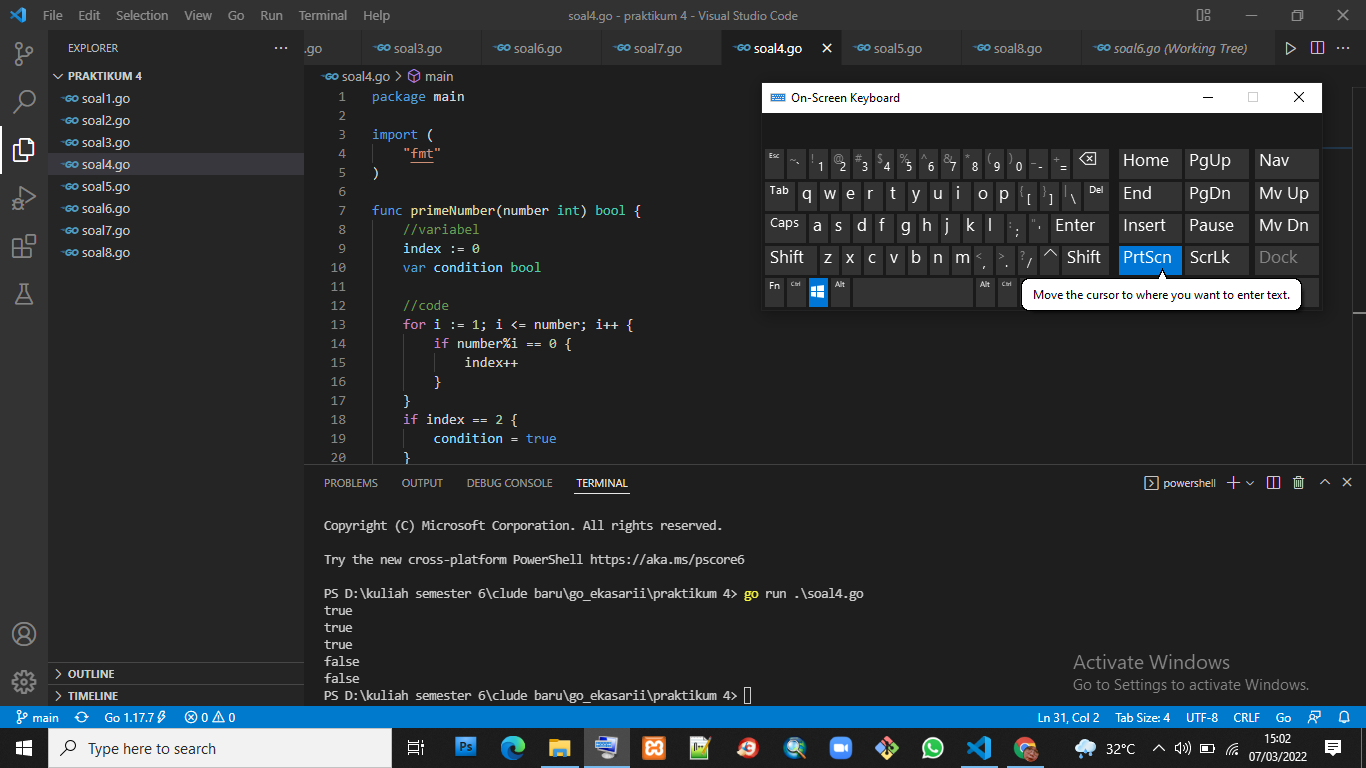 File Edit Selection View Go Run Terminal Help
soal4.go - praktikum 4 - Visual Studio Code
EXPLORER
PRAKTIKUM 4
soal1.go
soal2.go
soal3.go
soal4.go
soal5.go
soal6.go
soal7.go
soal8.go
OUTLINE
TIMELINE
.go soal3.go soal6.go soal7.go soal4.go soal5.go soal8.go soal6.go (Working Tree)
soal4.go > main
1 package main
2
3 import (
4 "fmt"
5 )
6
7 func primeNumber(number int) bool {
8 //variabel
9 index := 0
10 var condition bool
11
12 //code
13 for i := 1; i <= number; i++ {
14 if number%i == 0 {
15 index++
16 }
17 }
18 if index == 2 {
19 condition = true
20 }
On-Screen Keyboard
Esc ~` !1 @2 #3 $4 %5 ^6 &7 *8 (9 )0 _- += Home PgUp Nav
Tab q w e r t y u i o p {[ }] |\ Del End PgDn Mv Up
Caps a s d f g h j k l :; "' Enter Insert Pause Mv Dn
Shift z x c v b n m <, >. ?/ ^ Shift PrtScn ScrLk Dock
Fn Ctrl Alt Alt Ctrl
Move the cursor to where you want to enter text.
PROBLEMS OUTPUT DEBUG CONSOLE TERMINAL
powershell
Copyright (C) Microsoft Corporation. All rights reserved.
Try the new cross-platform PowerShell https://aka.ms/pscore6
PS D:\kuliah semester 6\clude baru\go_ekasarii\praktikum 4> go run .\soal4.go
true
true
true
false
false
PS D:\kuliah semester 6\clude baru\go_ekasarii\praktikum 4>
Activate Windows
Go to Settings to activate Windows.
main Go 1.17.7 0 0 Ln 31, Col 2 Tab Size: 4 UTF-8 CRLF Go
Type here to search
Ps
32°C
15:02
07/03/2022